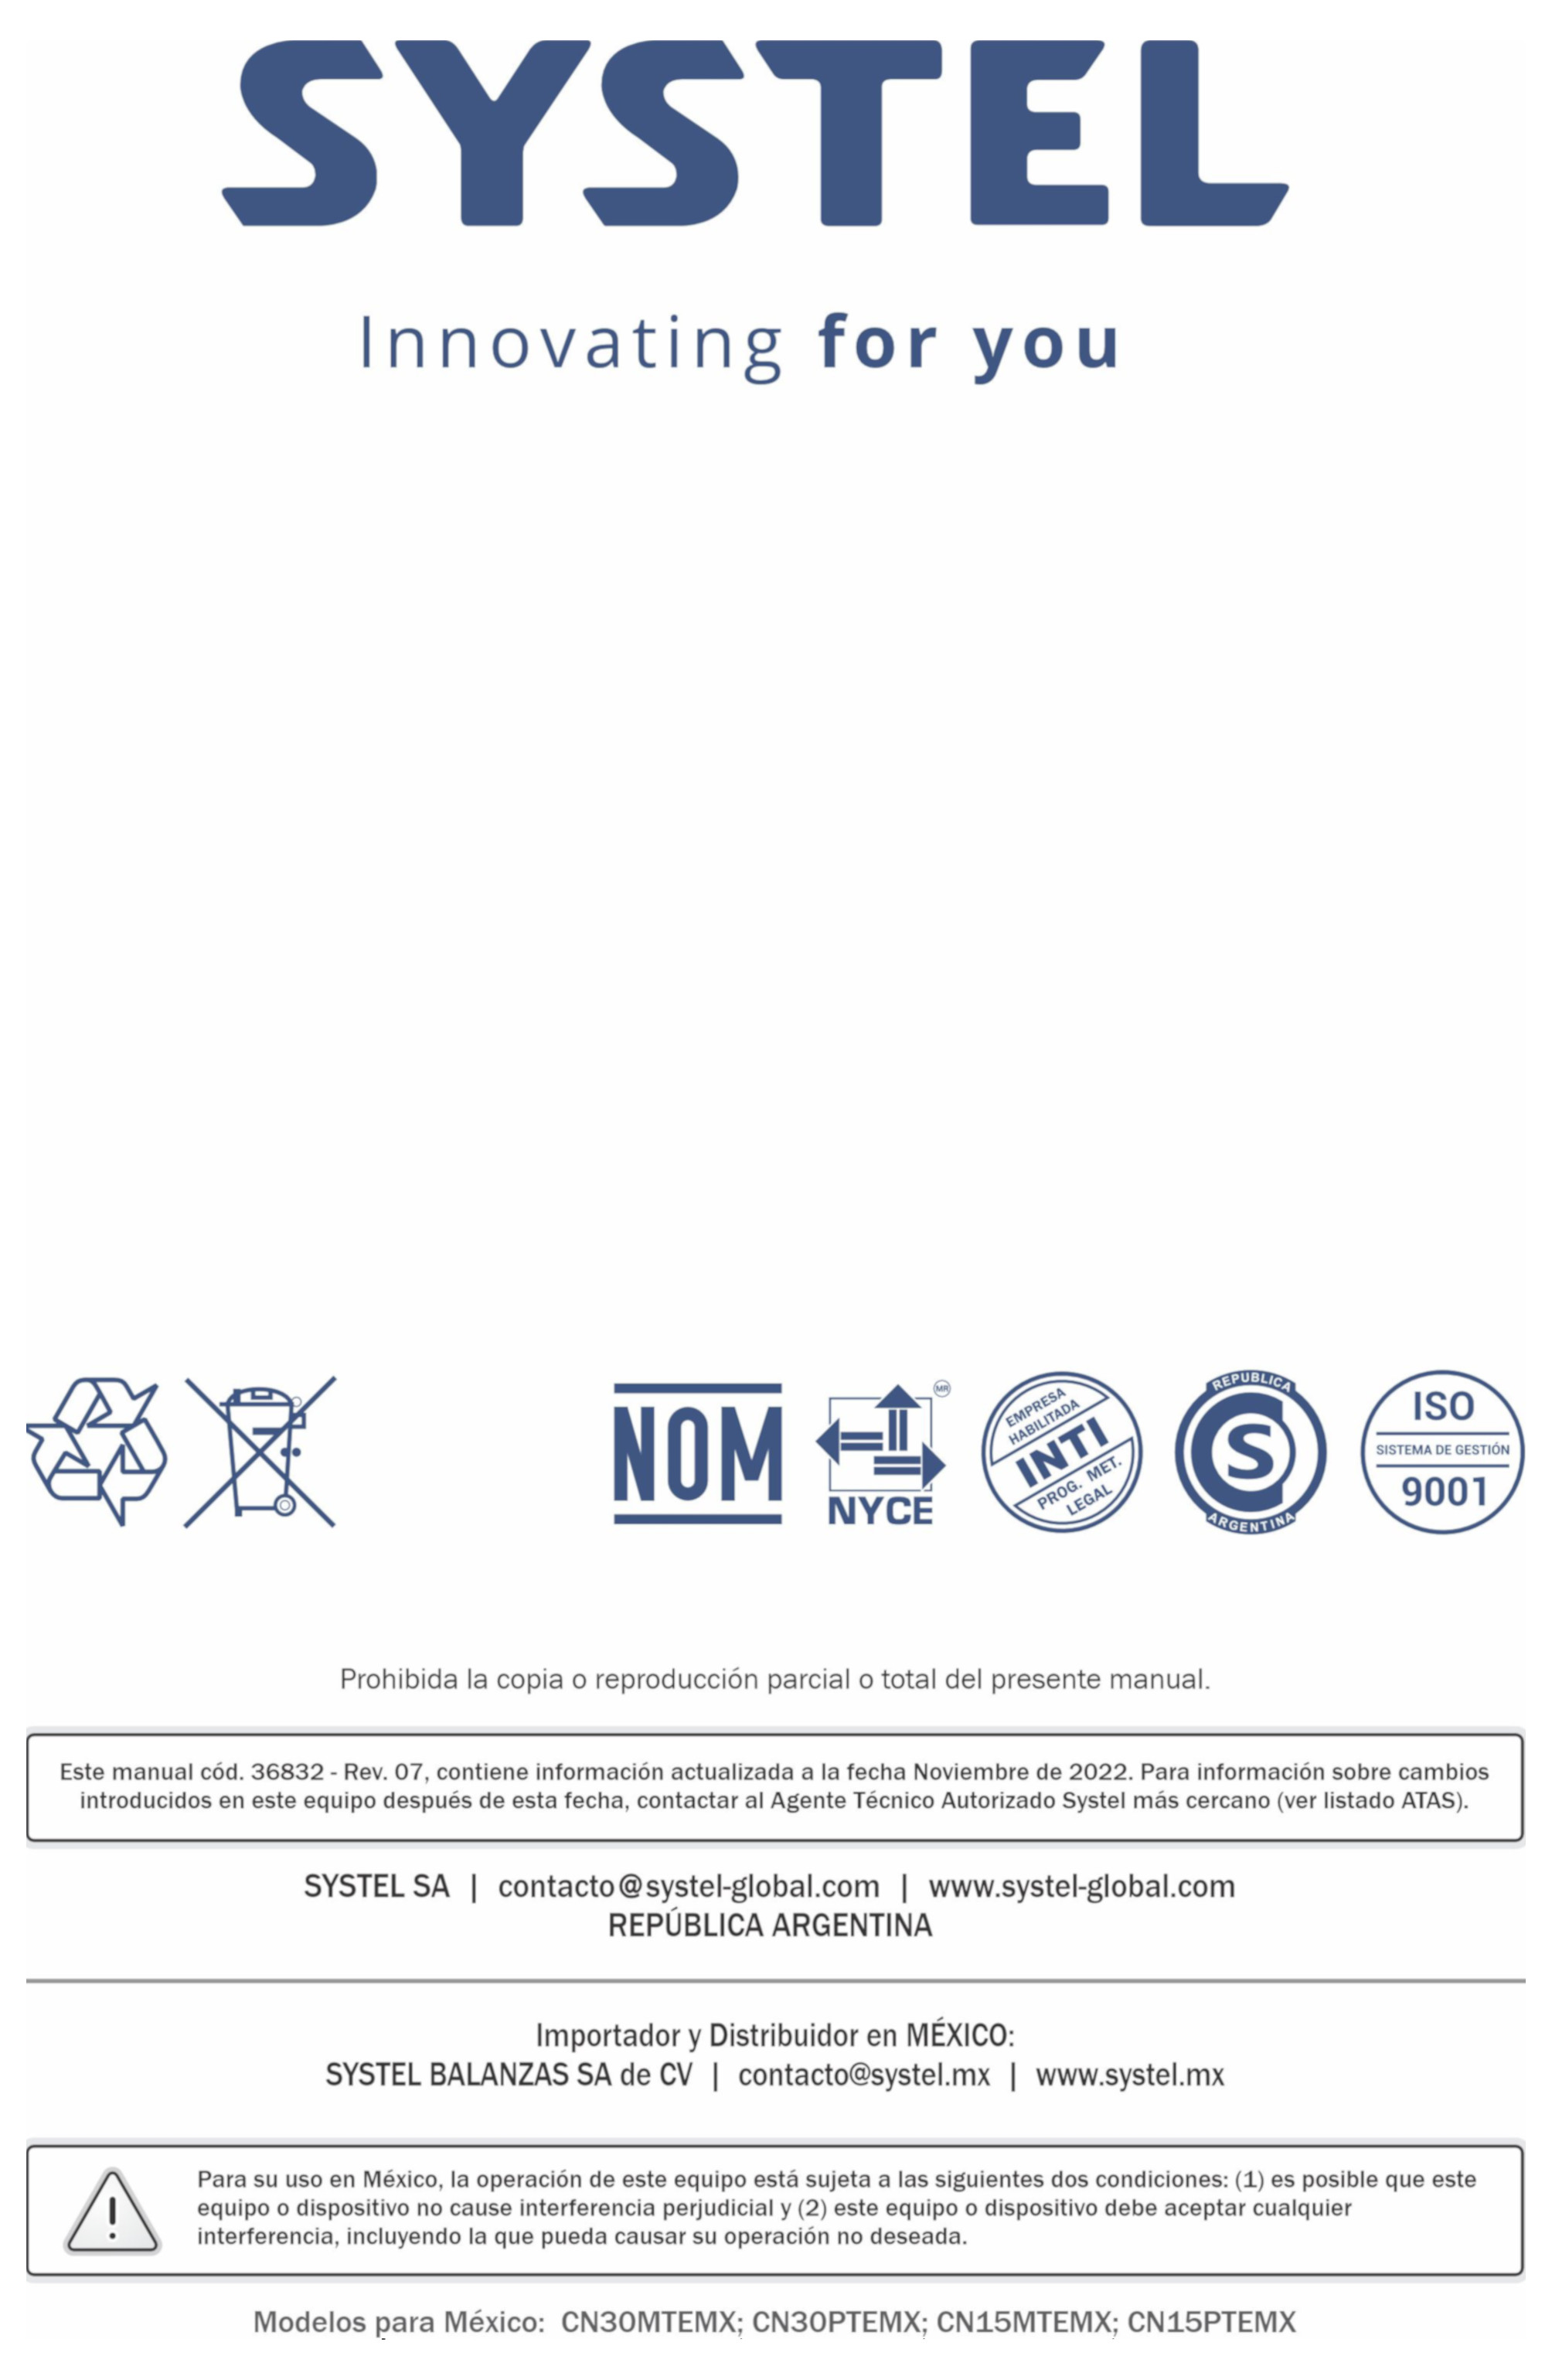 SYSTEL
Innovating for you
NOM
MR
NYCE
EMPRESA
HABILITADA
INTI
PROG. MET.
LEGAL
REPUBLICA
S
ARGENTINA
ISO
SISTEMA DE GESTIÓN
9001
Prohibida la copia o reproducción parcial o total del presente manual.
Este manual cód. 36832 - Rev. 07, contiene información actualizada a la fecha Noviembre de 2022. Para información sobre cambios
introducidos en este equipo después de esta fecha, contactar al Agente Técnico Autorizado Systel más cercano (ver listado ATAS).
SYSTEL SA | contacto@systel-global.com | www.systel-global.com
REPÚBLICA ARGENTINA
Importador y Distribuidor en MÉXICO:
SYSTEL BALANZAS SA de CV | contacto@systel.mx | www.systel.mx
Para su uso en México, la operación de este equipo está sujeta a las siguientes dos condiciones: (1) es posible que este
equipo o dispositivo no cause interferencia perjudicial y (2) este equipo o dispositivo debe aceptar cualquier
interferencia, incluyendo la que pueda causar su operación no deseada.
Modelos para México: CN30MTEMX; CN30PTEMX; CN15MTEMX; CN15PTEMX